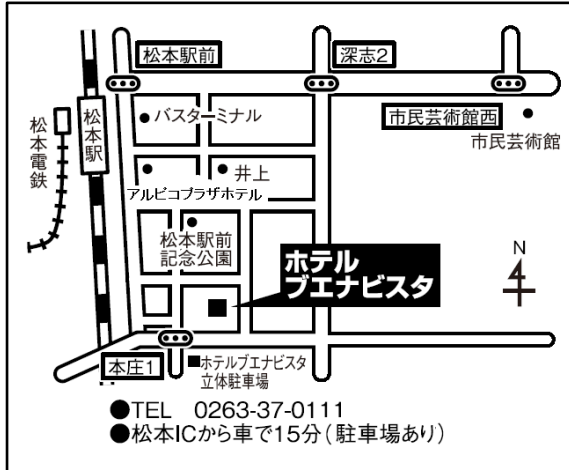 松本駅前
深志2
バスターミナル
市民芸術館西
市民芸術館
松本電鉄
松本駅
井上
アルピコプラザホテル
松本駅前
記念公園
ホテル
ブエナビスタ
N
4
本庄1
ホテルブエナビスタ
立体駐車場
●TEL 0263-37-0111
●松本ICから車で15分(駐車場あり)